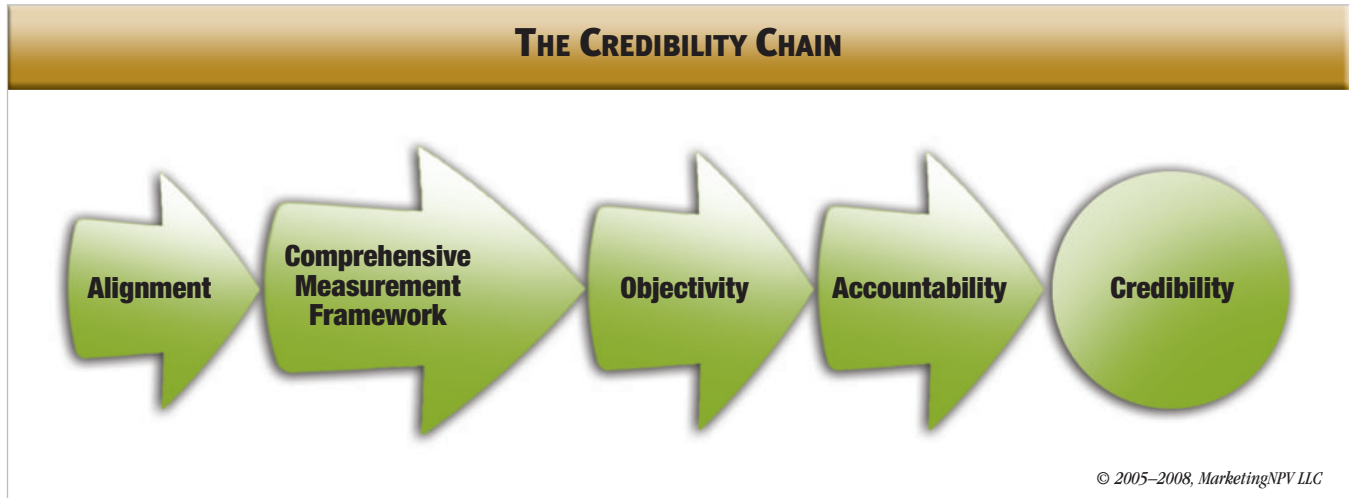 THE CREDIBILITY CHAIN
Alignment
Comprehensive
Measurement
Framework
Objectivity
Accountability
Credibility
© 2005–2008, MarketingNPV LLC